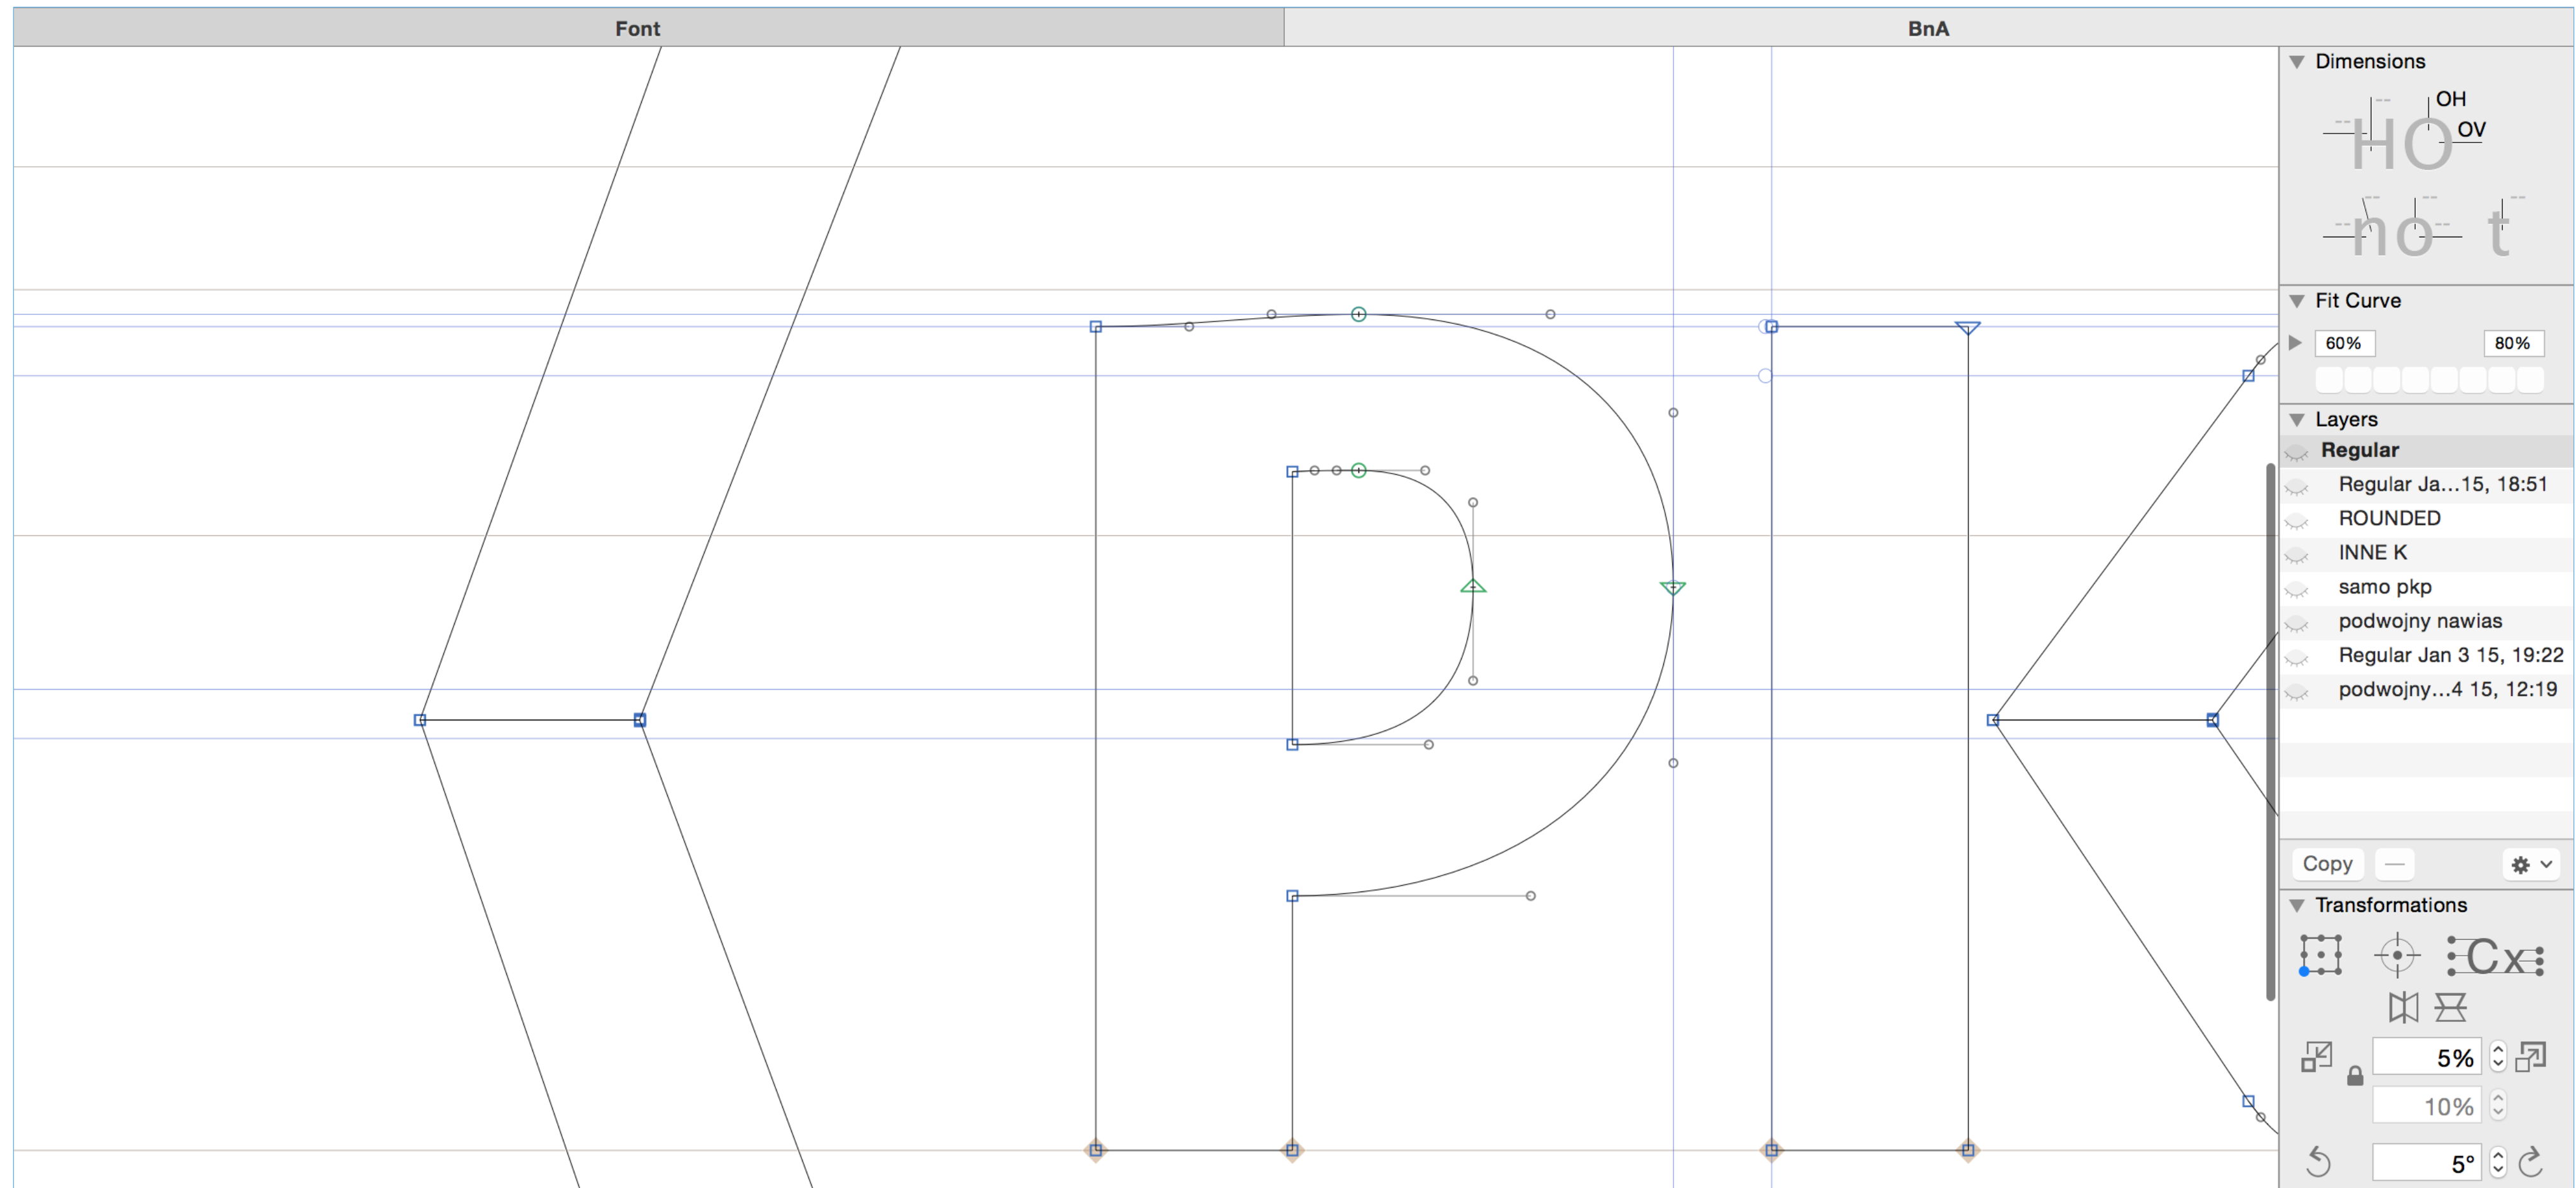 Font
BnA
Dimensions
OH
OV
HO
no t
Fit Curve
60% 80%
Layers
Regular
Regular Ja...15, 18:51
ROUNDED
INNE K
samo pkp
podwojny nawias
Regular Jan 3 15, 19:22
podwojny...4 15, 12:19
Copy
Transformations
Cx
5%
10%
5°